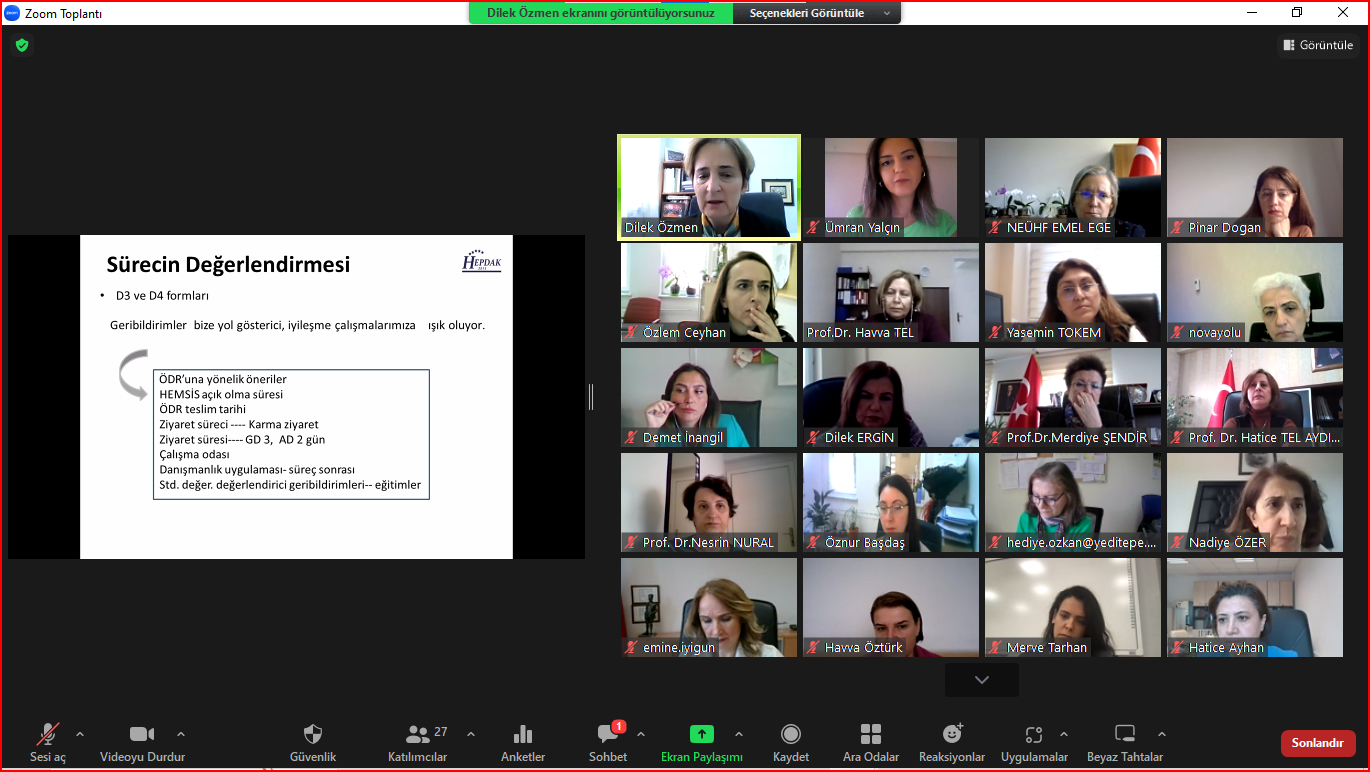 Zoom Toplantı
Dilek Özmen ekranını görüntülüyorsunuz
Seçenekleri Görüntüle
Görüntüle
Sürecin Değerlendirmesi
HEPDAK
• D3 ve D4 formları
Geribildirimler bize yol gösterici, iyileşme çalışmalarımıza ışık oluyor.
ÖDR'una yönelik öneriler
HEMSİS açık olma süresi
ÖDR teslim tarihi
Ziyaret süreci ---- Karma ziyaret
Ziyaret süresi---- GD 3, AD 2 gün
Çalışma odası
Danışmanlık uygulaması- süreç sonrası
Std. değer. değerlendirici geribildirimleri-- eğitimler
Dilek Özmen
Ümran Yalçın
NEÜHF EMEL EGE
Pinar Dogan
Özlem Ceyhan
Prof.Dr. Havva TEL
Yasemin TOKEM
novayolu
Demet İnangil
Dilek ERGİN
Prof.Dr.Merdiye ŞENDİR
Prof. Dr. Hatice TEL AYDI...
Prof. Dr.Nesrin NURAL
Öznur Başdaş
hediye.ozkan@yeditepe....
Nadiye ÖZER
emine.iyigun
Havva Öztürk
Merve Tarhan
Hatice Ayhan
Sesi aç
Videoyu Durdur
Güvenlik
27
Katılımcılar
Anketler
1
Sohbet
Ekran Paylaşımı
Kaydet
Ara Odalar
Reaksiyonlar
Uygulamalar
Beyaz Tahtalar
Sonlandır